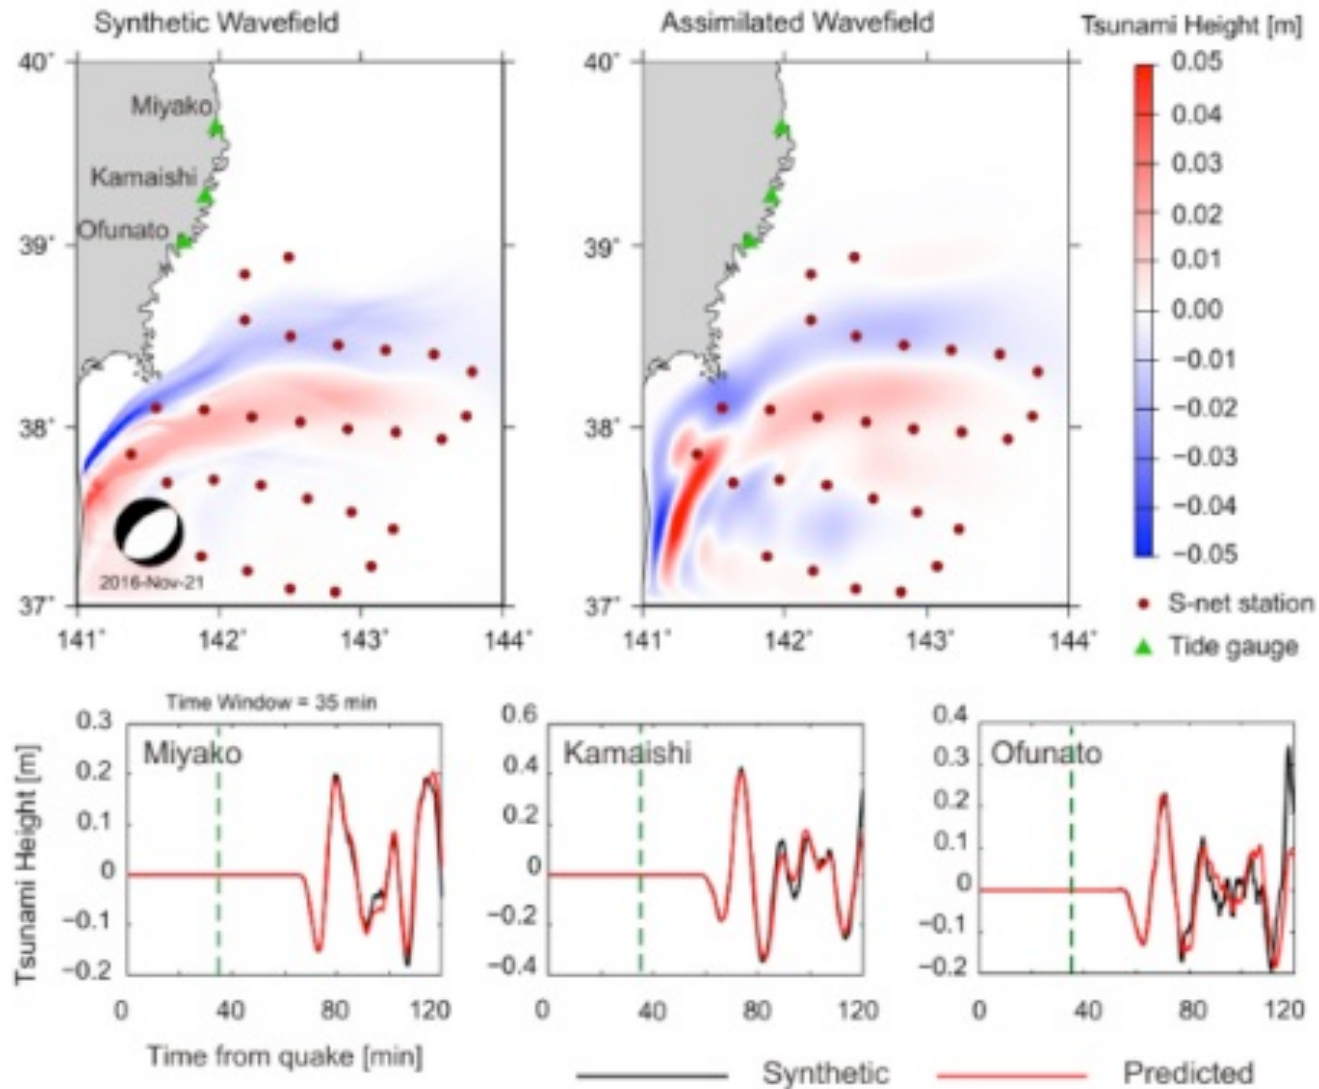 Synthetic Wavefield
Assimilated Wavefield
Tsunami Height [m]
40°
Miyako
Kamaishi
Ofunato
39°
38°
37°
2016-Nov-21
141° 142° 143° 144°
40°
39°
38°
37°
141° 142° 143° 144°
0.05
0.04
0.03
0.02
0.01
0.00
−0.01
−0.02
−0.03
−0.04
−0.05
S-net station
Tide gauge
Time Window = 35 min
Tsunami Height [m]
0.3
0.2
0.1
0
−0.1
−0.2
Miyako
0 40 80 120
Time from quake [min]
0.6
0.4
0.2
0
−0.2
−0.4
Kamaishi
0 40 80 120
0.4
0.3
0.2
0.1
0
−0.1
−0.2
Ofunato
0 40 80 120
Synthetic
Predicted